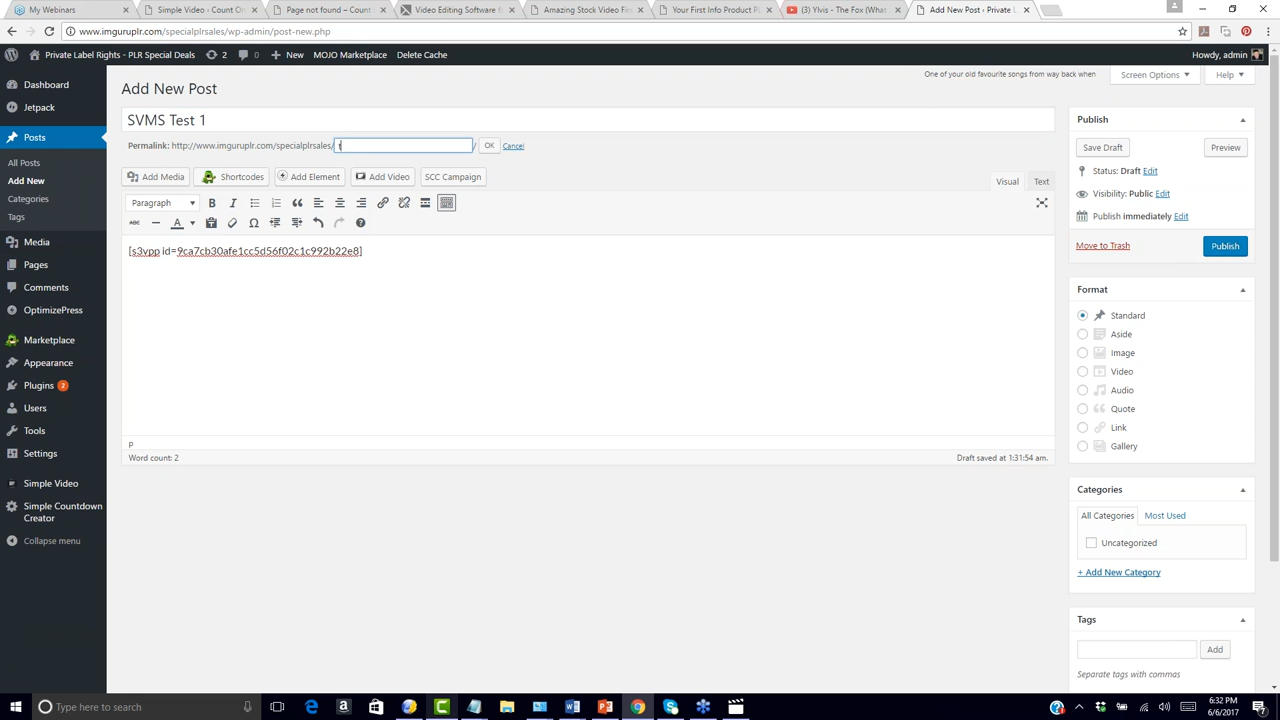 My Webinars
Simple Video ‹ Count On
Page not found – Count
Video Editing Software f
Amazing Stock Video Fire
Your First Info Product PL
(3) Ylvis - The Fox (What
Add New Post ‹ Private L
www.imguruplr.com/specialplrsales/wp-admin/post-new.php
Private Label Rights - PLR Special Deals
2
0
New
MOJO Marketplace
Delete Cache
Howdy, admin
Dashboard
Jetpack
Posts
All Posts
Add New
Categories
Tags
Media
Pages
Comments
OptimizePress
Marketplace
Appearance
Plugins 2
Users
Tools
Settings
Simple Video
Simple Countdown
Creator
Collapse menu
One of your old favourite songs from way back when
Screen Options
Help
Add New Post
SVMS Test 1
Permalink: http://www.imguruplr.com/specialplrsales/ t / OK Cancel
Add Media
Shortcodes
Add Element
Add Video
SCC Campaign
Visual
Text
Paragraph
B I
ABC
A
[s3vpp id=9ca7cb30afe1cc5d56f02c1c992b22e8]
p
Word count: 2
Draft saved at 1:31:54 am.
Publish
Save Draft
Preview
Status: Draft Edit
Visibility: Public Edit
Publish immediately Edit
Move to Trash
Publish
Format
Standard
Aside
Image
Video
Audio
Quote
Link
Gallery
Categories
All Categories
Most Used
Uncategorized
+ Add New Category
Tags
Add
Separate tags with commas
Type here to search
6:32 PM
6/6/2017